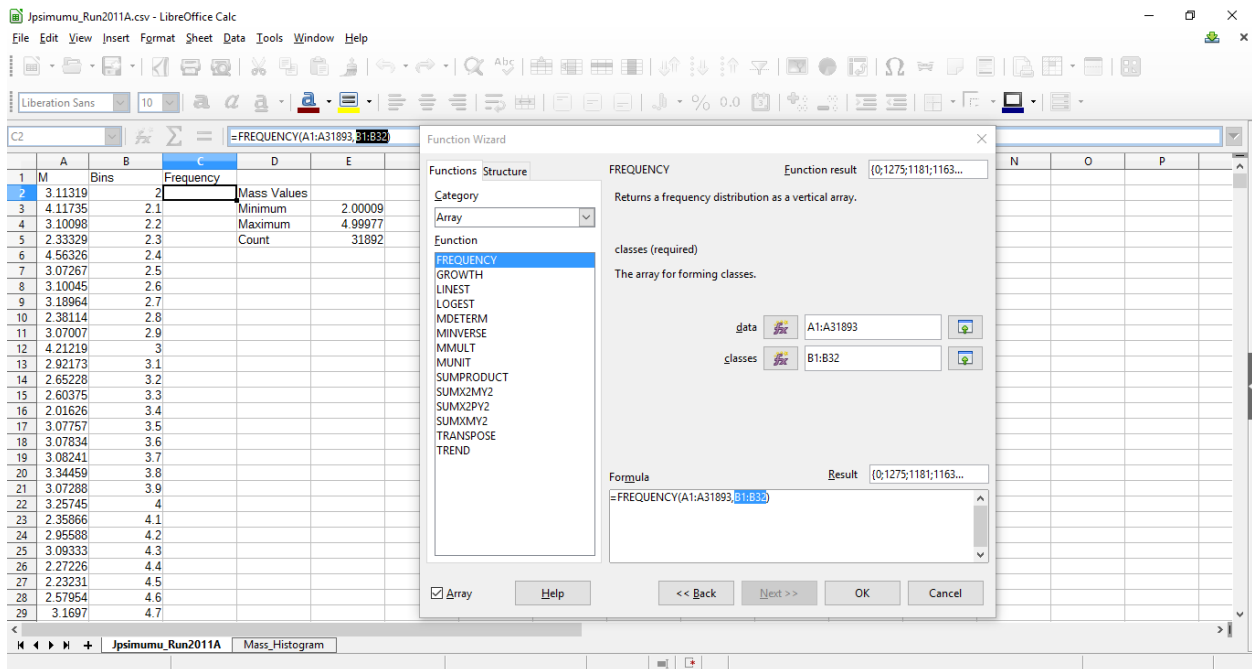 Jpsimumu_Run2011A.csv - LibreOffice Calc
File Edit View Insert Format Sheet Data Tools Window Help
Liberation Sans 10
C2 =FREQUENCY(A1:A31893,B1:B32)
A B C D E N O P
1 M Bins Frequency
2 3.11319 2 Mass Values
3 4.11735 2.1 Minimum 2.00009
4 3.10098 2.2 Maximum 4.99977
5 2.33329 2.3 Count 31892
6 4.56326 2.4
7 3.07267 2.5
8 3.10045 2.6
9 3.18964 2.7
10 2.38114 2.8
11 3.07007 2.9
12 4.21219 3
13 2.92173 3.1
14 2.65228 3.2
15 2.60375 3.3
16 2.01626 3.4
17 3.07757 3.5
18 3.07834 3.6
19 3.08241 3.7
20 3.34459 3.8
21 3.07288 3.9
22 3.25745 4
23 2.35866 4.1
24 2.95588 4.2
25 3.09333 4.3
26 2.27226 4.4
27 2.23231 4.5
28 2.57954 4.6
29 3.1697 4.7
Function Wizard
Functions Structure
Category
Array
Function
FREQUENCY
GROWTH
LINEST
LOGEST
MDETERM
MINVERSE
MMULT
MUNIT
SUMPRODUCT
SUMX2MY2
SUMX2PY2
SUMXMY2
TRANSPOSE
TREND
FREQUENCY Function result {0;1275;1181;1163...
Returns a frequency distribution as a vertical array.
classes (required)
The array for forming classes.
data A1:A31893
classes B1:B32
Formula Result {0;1275;1181;1163...
=FREQUENCY(A1:A31893,B1:B32)
Array Help << Back Next >> OK Cancel
Jpsimumu_Run2011A Mass_Histogram